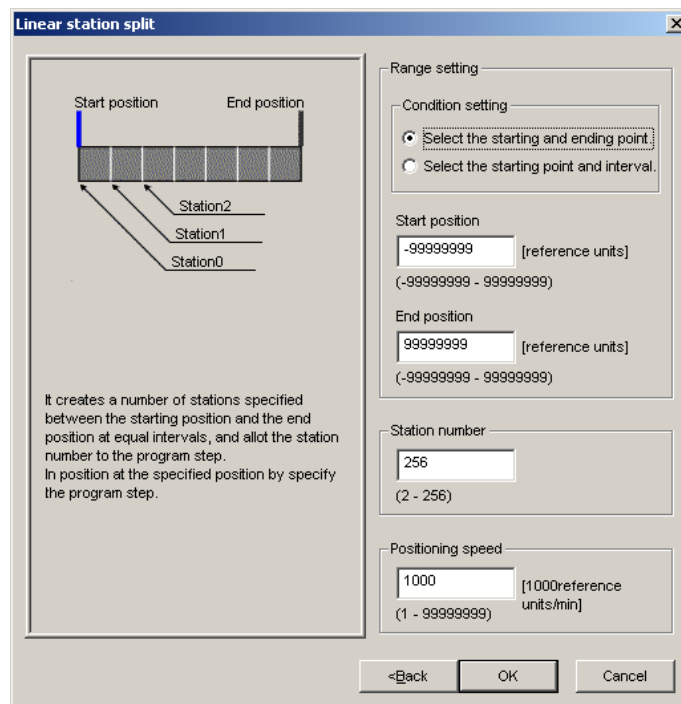 Linear station split
Start position
End position
Station2
Station1
Station0
It creates a number of stations specified
between the starting position and the end
position at equal intervals, and allot the station
number to the program step.
In position at the specified position by specify
the program step.
Range setting
Condition setting
Select the starting and ending point.
Select the starting point and interval.
Start position
-99999999 [reference units]
(-99999999 - 99999999)
End position
99999999 [reference units]
(-99999999 - 99999999)
Station number
256
(2 - 256)
Positioning speed
1000 [1000reference
units/min]
(1 - 99999999)
<Back
OK
Cancel